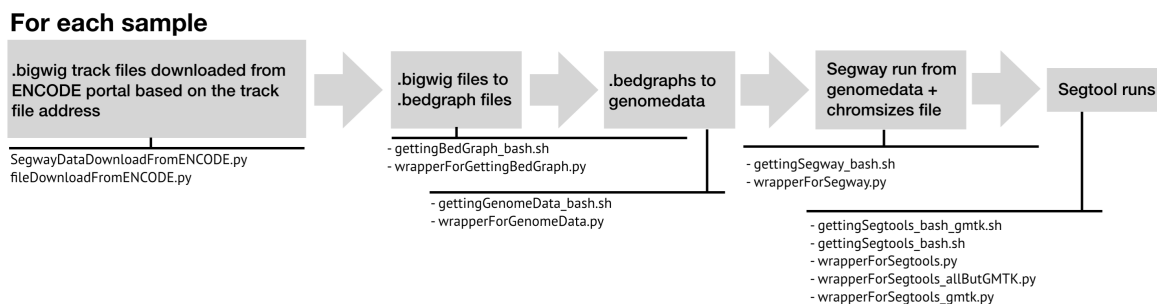 For each sample
.bigwig track files downloaded from
ENCODE portal based on the track
file address
SegwayDataDownloadFromENCODE.py
fileDownloadFromENCODE.py
.bigwig files to
.bedgraph files
- gettingBedGraph_bash.sh
- wrapperForGettingBedGraph.py
.bedgraphs to
genomedata
- gettingGenomeData_bash.sh
- wrapperForGenomeData.py
Segway run from
genomedata +
chromsizes file
- gettingSegway_bash.sh
- wrapperForSegway.py
Segtool runs
- gettingSegtools_bash_gmtk.sh
- gettingSegtools_bash.sh
- wrapperForSegtools.py
- wrapperForSegtools_allButGMTK.py
- wrapperForSegtools_gmtk.py